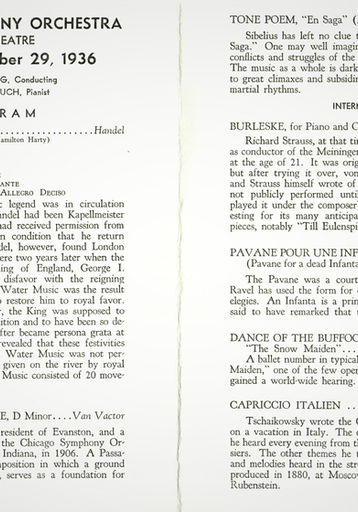 NY ORCHESTRA
EATRE
ber 29, 1936
G, Conducting
UCH, Pianist
RAM
Handel
amilton Harty)
ANTE
ALLEGRO DECISO
c legend was in circulation
ndel had been Kapellmeister
had received permission from
n condition that he return
del, however, found London
ere two years later when the
ing of England, George I.
disfavor with the reigning
Water Music was the result
o restore him to royal favor.
r, the King was supposed to
dition and to have been so de-
fter became persona grata at
revealed that these festivities
Water Music was not per-
given on the river by royal
Music consisted of 20 move-
E, D Minor....Van Vactor
resident of Evanston, and a
the Chicago Symphony Or-
Indiana, in 1906. A Passa-
mposition in which a ground
, serves as a foundation for
TONE POEM, "En Saga" (
Sibelius has left no clue t
Saga." One may well imagin
conflicts and struggles of the
The music as a whole is dark
to great climaxes and subsidin
martial rhythms.
INTERM
BURLESKE, for Piano and O
Richard Strauss, at that tim
as conductor of the Meininger
at the age of 21. It was orig
but after trying it over, von
and Strauss himself wrote of
not publicly performed until
played it under the composer'
esting for its many anticipat
pieces, notably "Till Eulenspi
PAVANE POUR UNE INF
(Pavane for a dead Infanta
The Pavane was a court
Ravel has used the form for
elegies. An Infanta is a prin
said to have remarked that
DANCE OF THE BUFFOO
"The Snow Maiden"...
A ballet number in typical
Maiden," one of the few oper
gained a world-wide hearing.
CAPRICCIO ITALIEN ..
Tschaikowsky wrote the C
on a vacation in Italy. The
he heard every evening from th
siers. The other themes he t
and melodies heard in the stre
produced in 1880, at Moscow
Rubenstein.